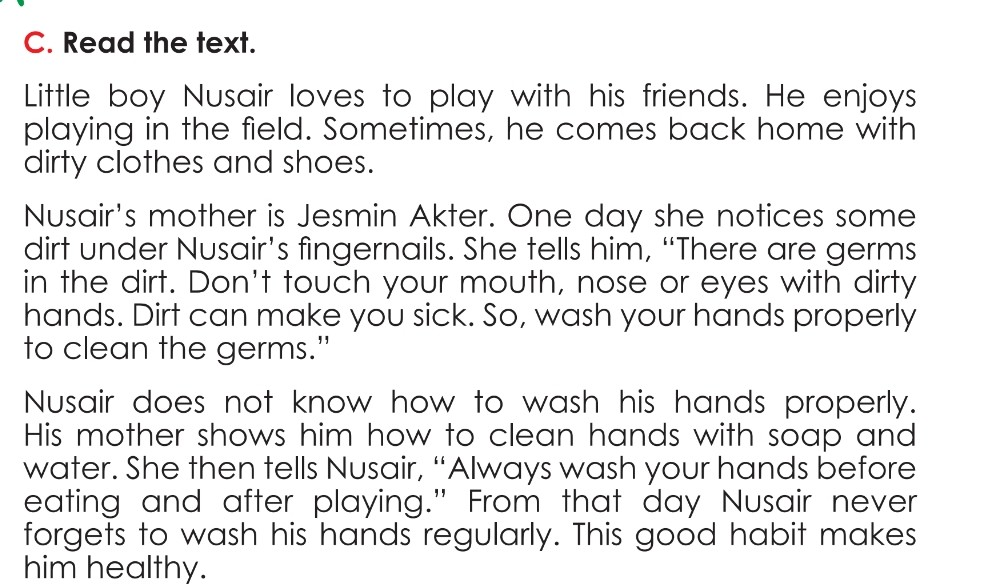 C. Read the text.
Little boy Nusair loves to play with his friends. He enjoys
playing in the field. Sometimes, he comes back home with
dirty clothes and shoes.
Nusair’s mother is Jesmin Akter. One day she notices some
dirt under Nusair’s fingernails. She tells him, “There are germs
in the dirt. Don’t touch your mouth, nose or eyes with dirty
hands. Dirt can make you sick. So, wash your hands properly
to clean the germs.”
Nusair does not know how to wash his hands properly.
His mother shows him how to clean hands with soap and
water. She then tells Nusair, “Always wash your hands before
eating and after playing.” From that day Nusair never
forgets to wash his hands regularly. This good habit makes
him healthy.